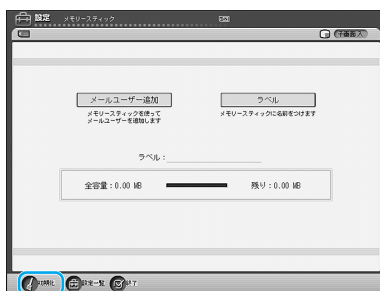 設定 メモリースティック
子画面入
メールユーザー追加
ラベル
メモリースティックを使って
メールユーザーを追加します
メモリースティックに名前をつけます
ラベル：
全容量：0.00 MB
残り：0.00 MB
初期化 設定一覧 終了